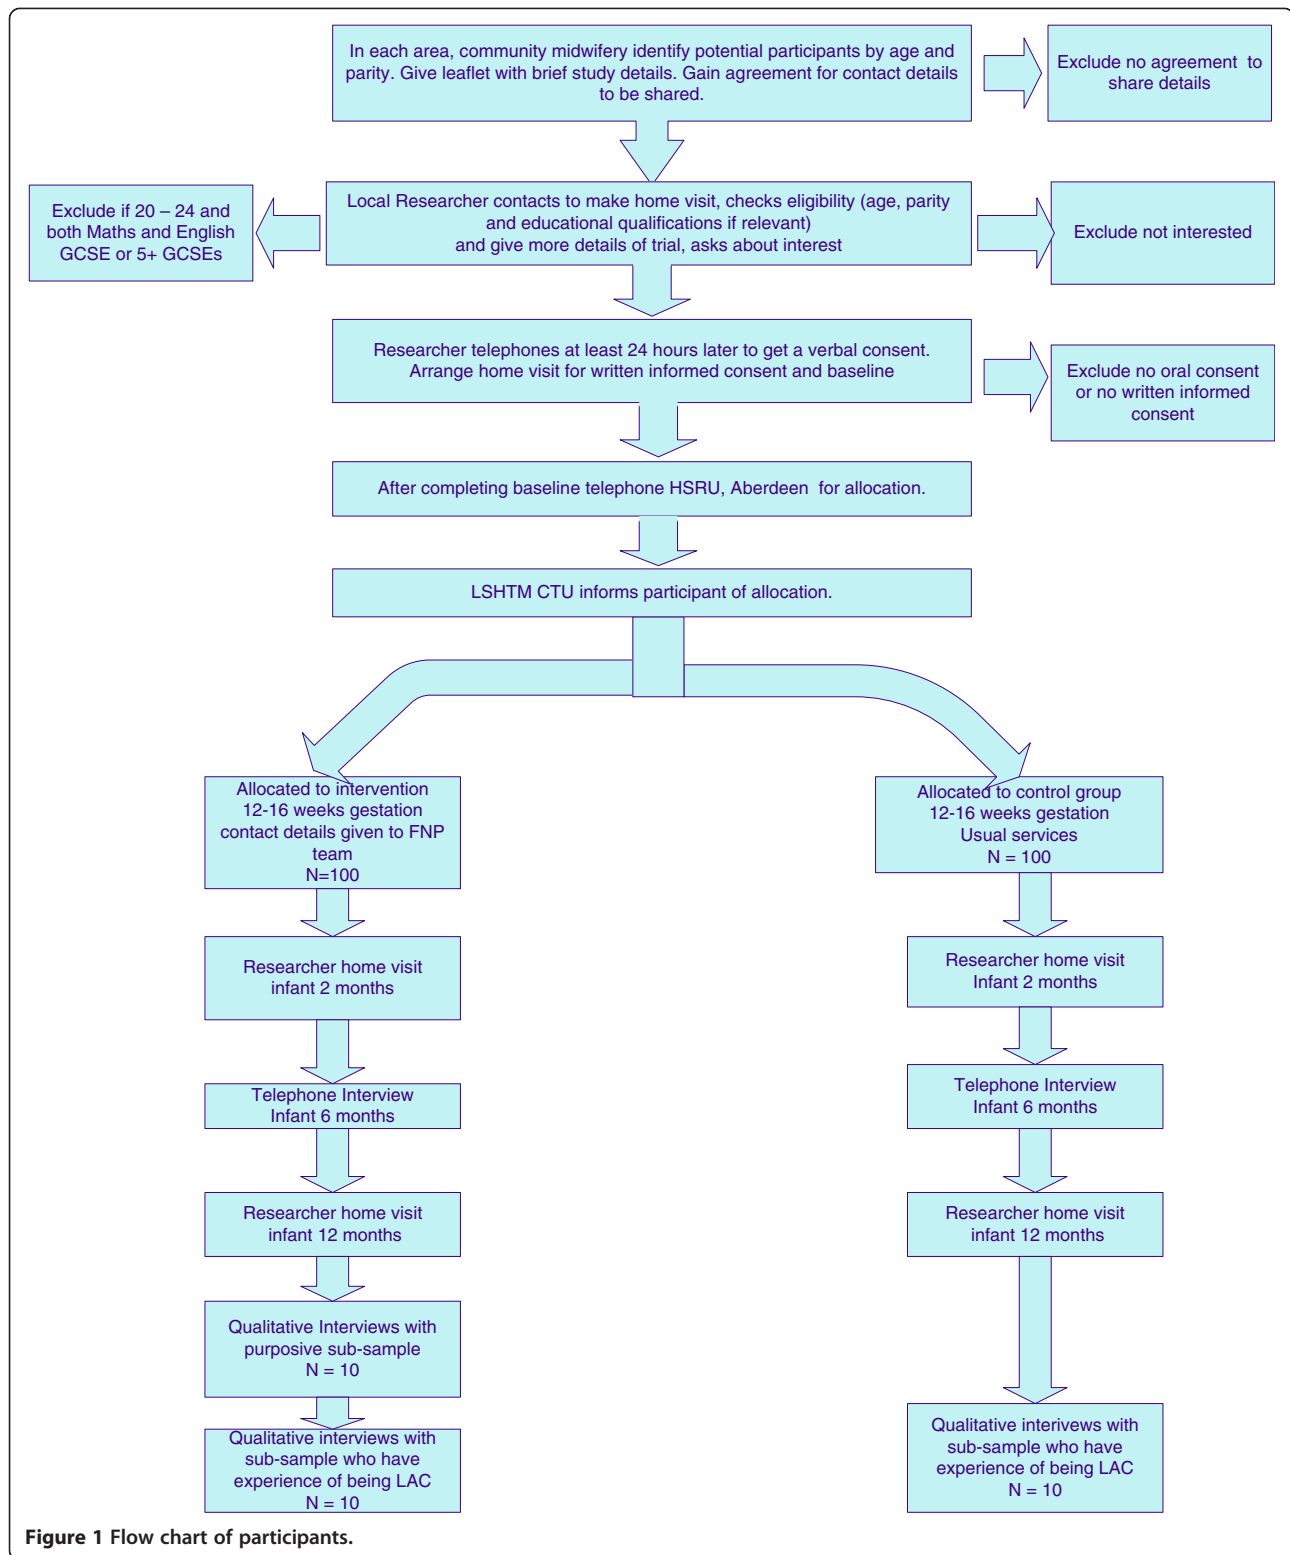 In each area, community midwifery identify potential participants by age and
parity. Give leaflet with brief study details. Gain agreement for contact details
to be shared.
Exclude no agreement to
share details
Exclude if 20 – 24 and
both Maths and English
GCSE or 5+ GCSEs
Local Researcher contacts to make home visit, checks eligibility (age, parity
and educational qualifications if relevant)
and give more details of trial, asks about interest
Exclude not interested
Researcher telephones at least 24 hours later to get a verbal consent.
Arrange home visit for written informed consent and baseline
Exclude no oral consent
or no written informed
consent
After completing baseline telephone HSRU, Aberdeen for allocation.
LSHTM CTU informs participant of allocation.
Allocated to intervention
12-16 weeks gestation
contact details given to FNP
team
N=100
Allocated to control group
12-16 weeks gestation
Usual services
N = 100
Researcher home visit
infant 2 months
Researcher home visit
Infant 2 months
Telephone Interview
Infant 6 months
Telephone Interview
Infant 6 months
Researcher home visit
infant 12 months
Researcher home visit
infant 12 months
Qualitative Interviews with
purposive sub-sample
N = 10
Qualitative interviews with
sub-sample who have
experience of being LAC
N = 10
Qualitative interivews with
sub-sample who have
experience of being LAC
N = 10
Figure 1 Flow chart of participants.